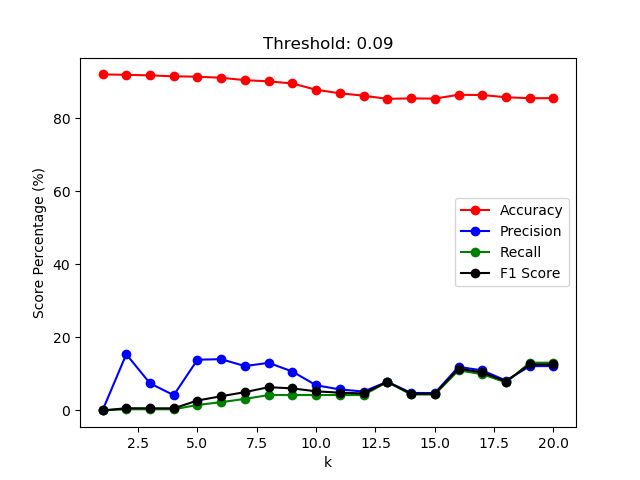 Threshold: 0.09
Score Percentage (%)
80
60
40
20
0
Accuracy
Precision
Recall
F1 Score
2.5 5.0 7.5 10.0 12.5 15.0 17.5 20.0
k